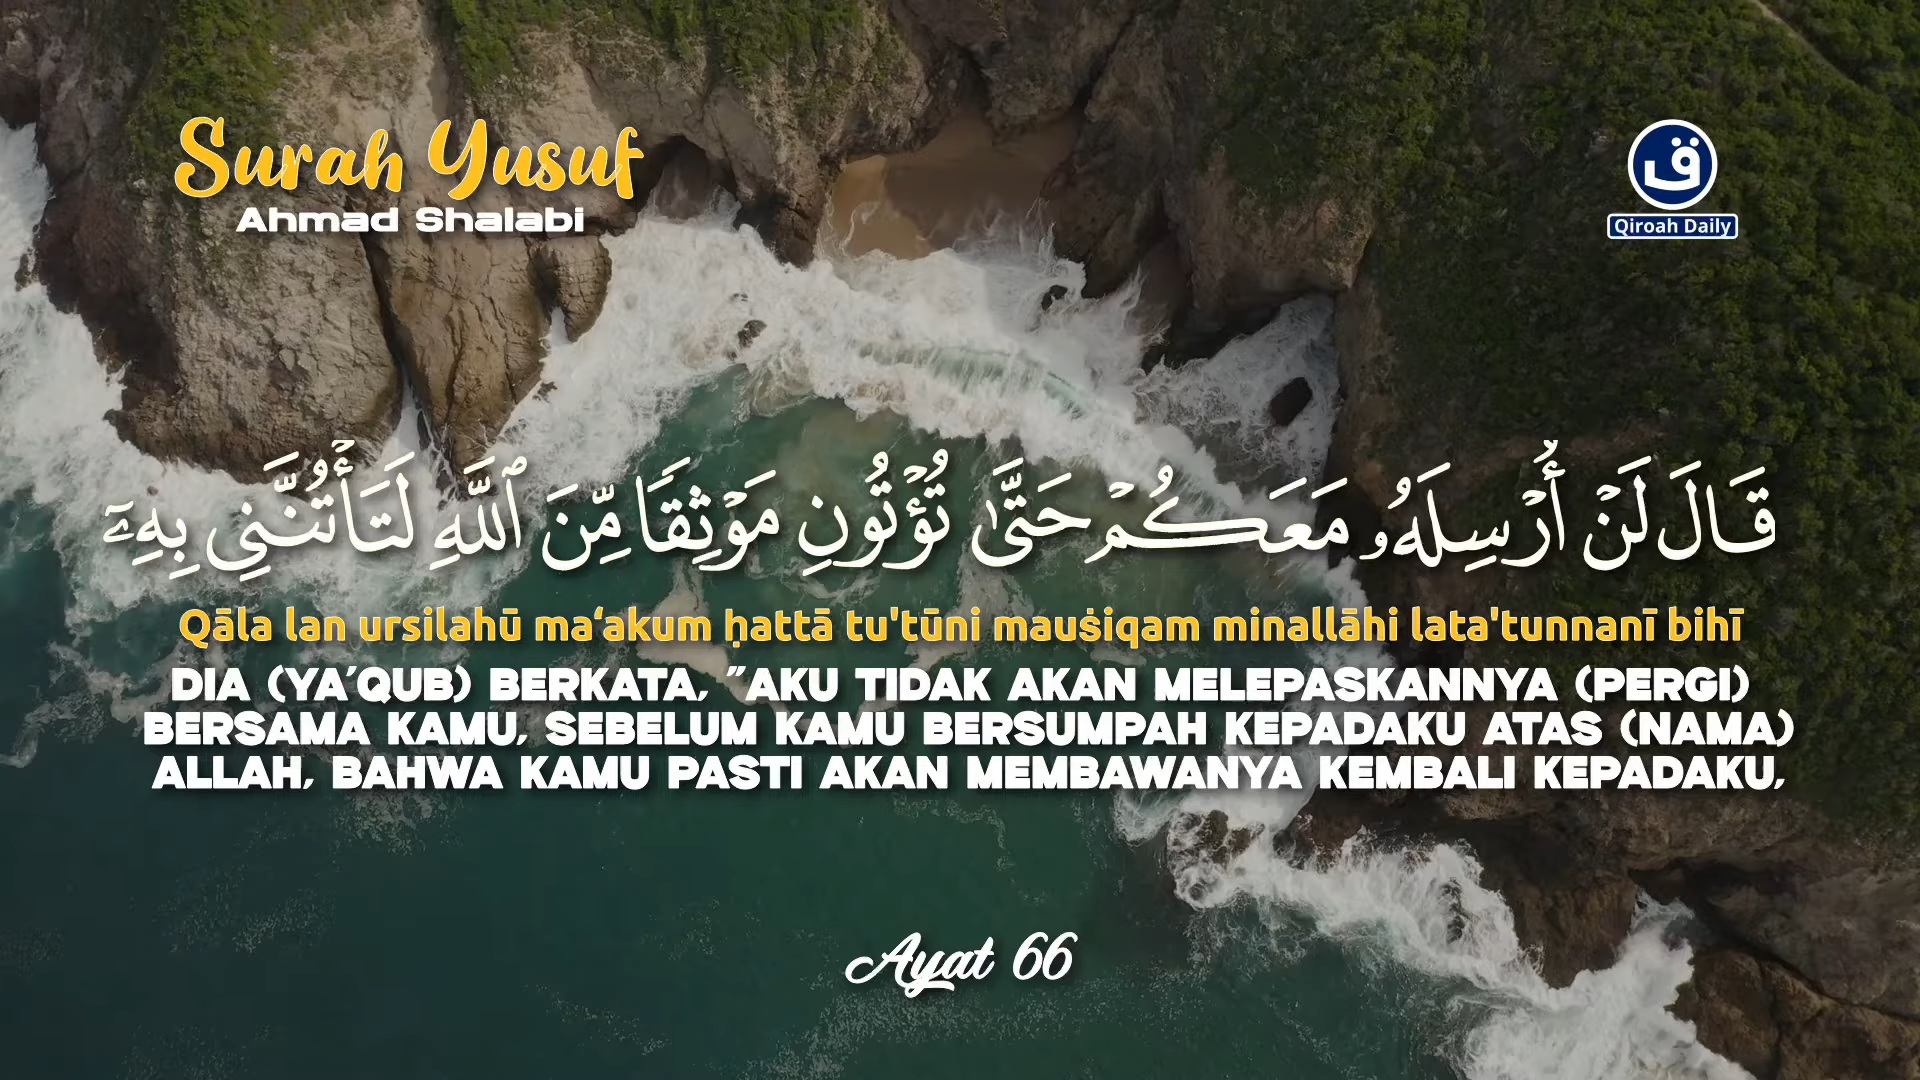 Surah Yusuf
Ahmad Shalabi
ق
Qiroah Daily
قَالَ لَنْ أُرْسِلَهُۥ مَعَكُمْ حَتَّىٰ تُؤْتُونِ مَوْثِقًا مِّنَ ٱللَّهِ لَتَأْتُنَّنِى بِهِۦٓ
Qāla lan ursilahū ma‘akum ḥattā tu'tūni mauṡiqam minallāhi lata'tunnanī bihī
DIA (YA'QUB) BERKATA, "AKU TIDAK AKAN MELEPASKANNYA (PERGI)
BERSAMA KAMU, SEBELUM KAMU BERSUMPAH KEPADAKU ATAS (NAMA)
ALLAH, BAHWA KAMU PASTI AKAN MEMBAWANYA KEMBALI KEPADAKU,
Ayat 66